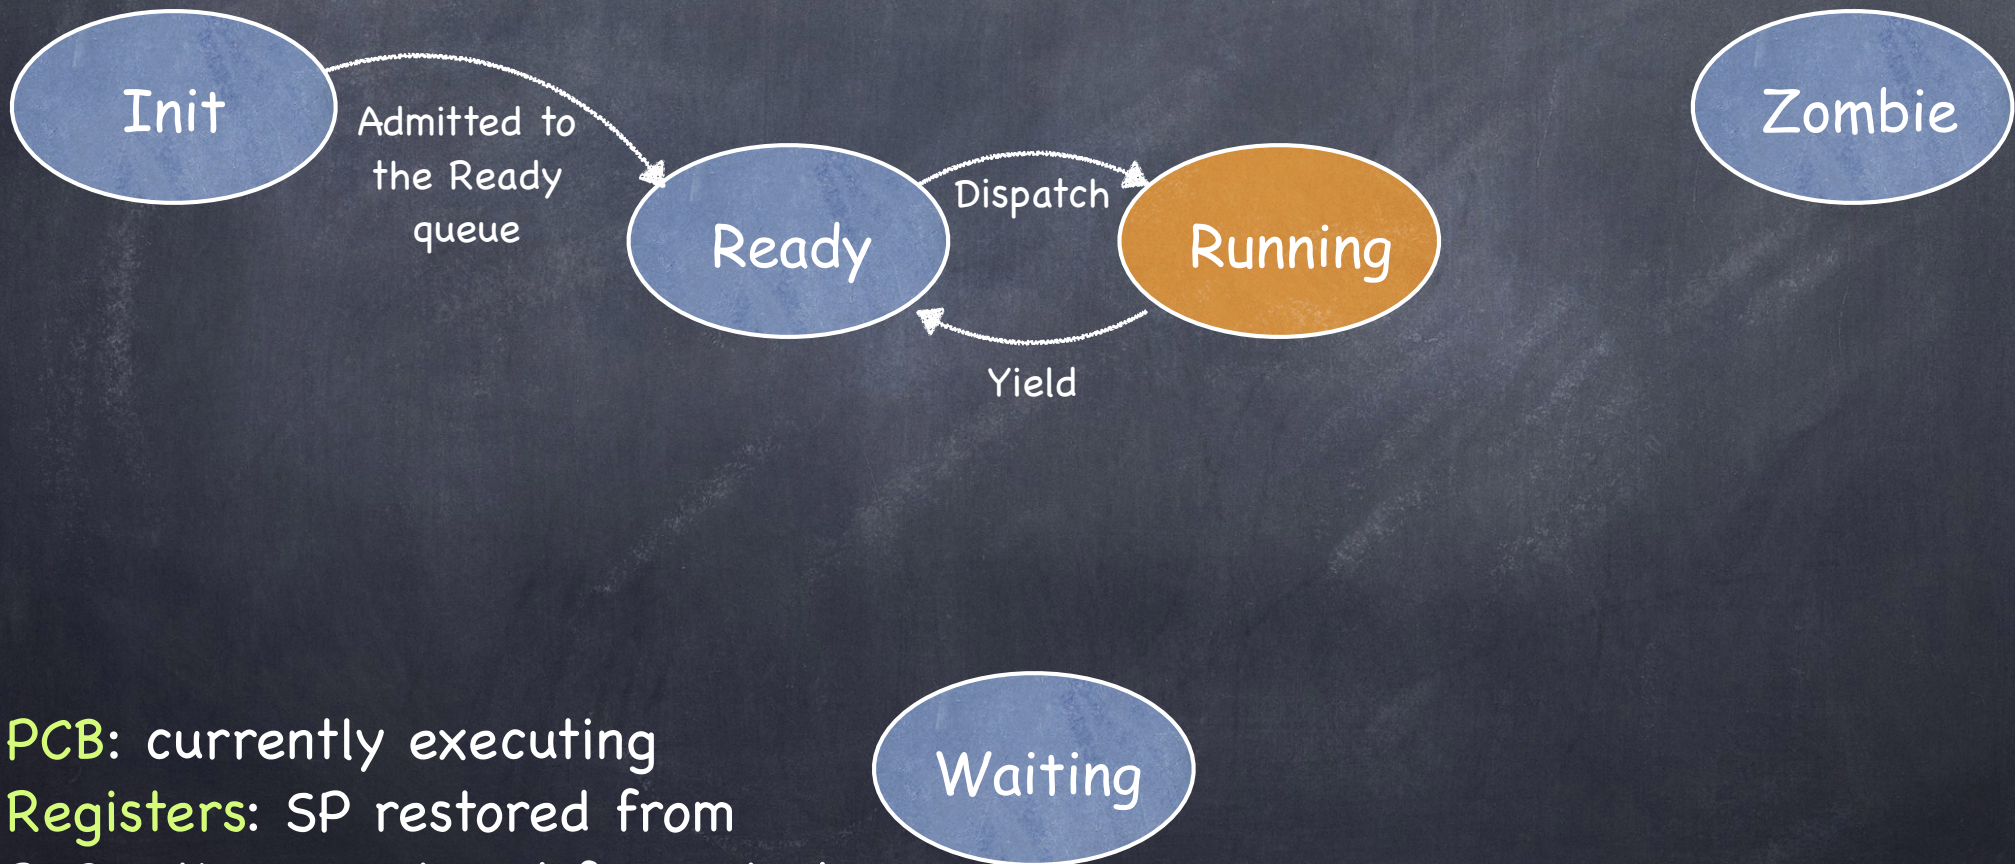 Init
Zombie
Admitted to
the Ready
queue
Dispatch
Ready
Running
Yield
PCB: currently executing
Registers: SP restored from
Waiting